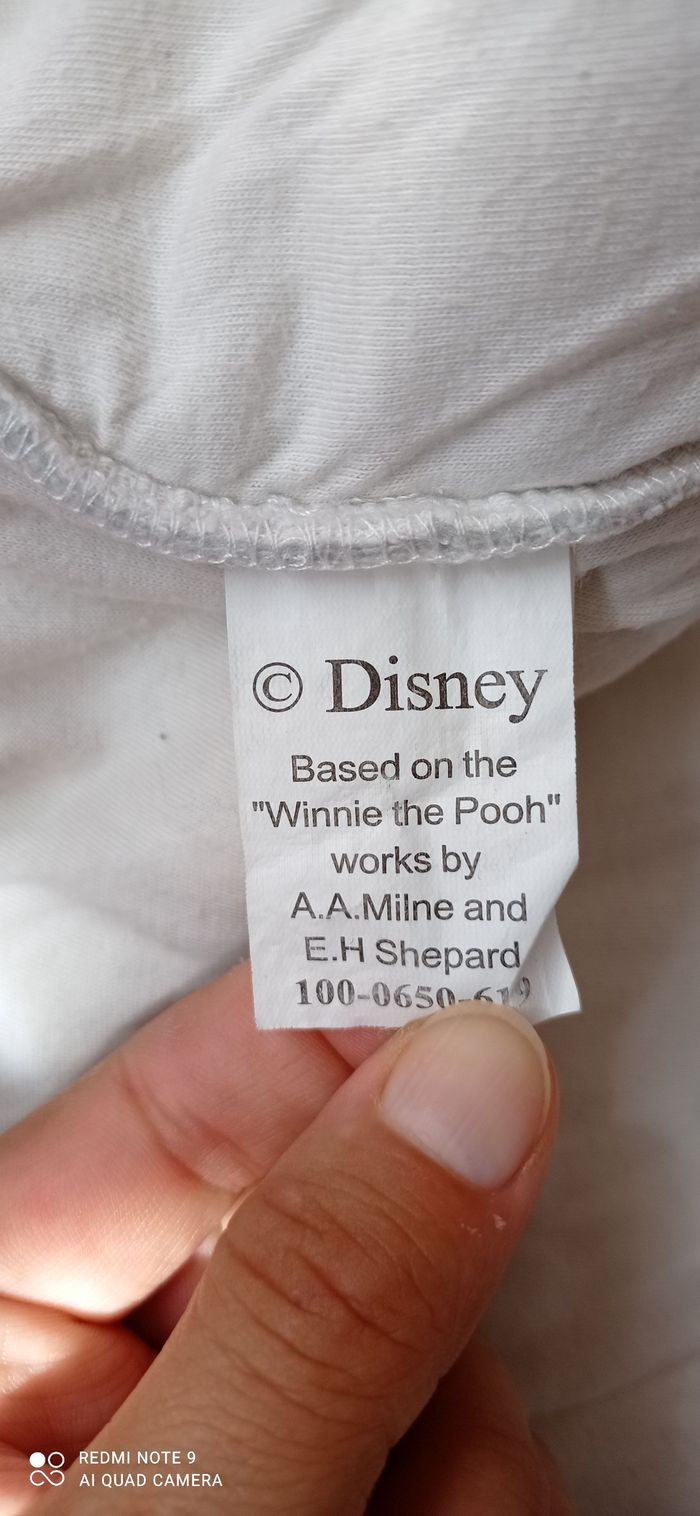 © Disney
Based on the
"Winnie the Pooh"
works by
A.A.Milne and
E.H Shepard
100-0650-619
REDMI NOTE 9
AI QUAD CAMERA